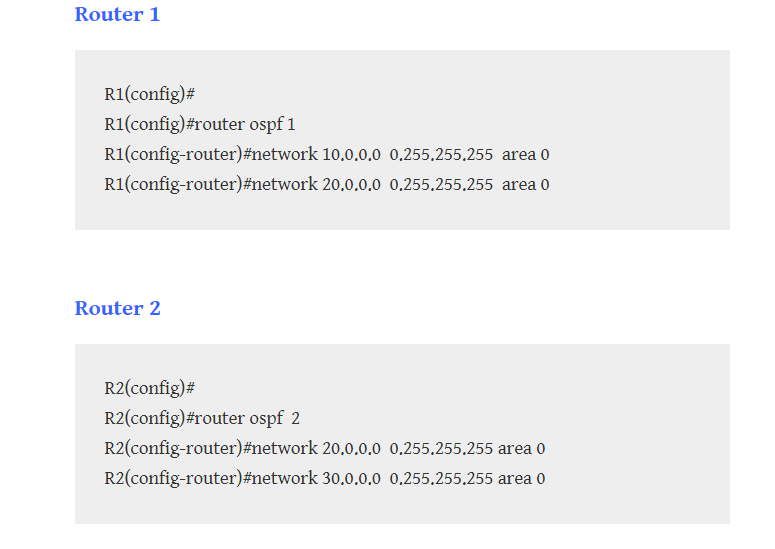 Router 1
R1(config)#
R1(config)#router ospf 1
R1(config-router)#network 10.0.0.0  0.255.255.255  area 0
R1(config-router)#network 20.0.0.0  0.255.255.255  area 0
Router 2
R2(config)#
R2(config)#router ospf  2
R2(config-router)#network 20.0.0.0  0.255.255.255 area 0
R2(config-router)#network 30.0.0.0  0.255.255.255 area 0